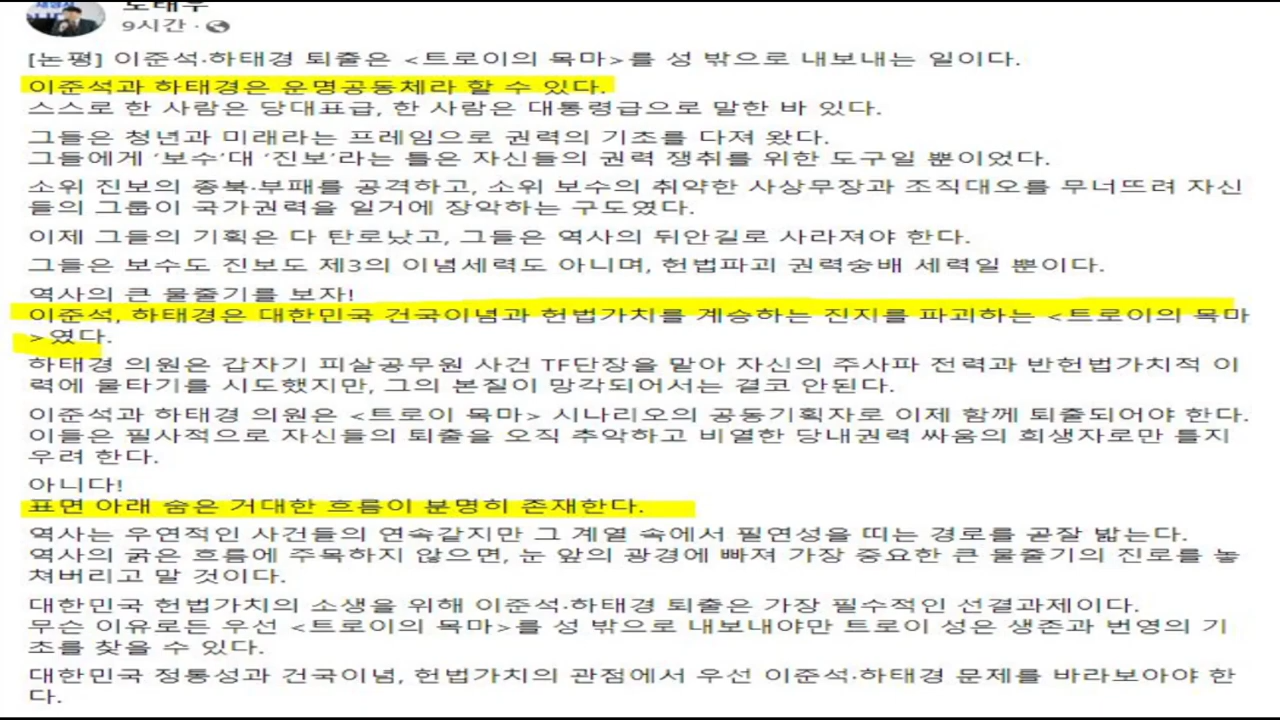 도태우
9시간 ·
[논평] 이준석·하태경 퇴출은 <트로이의 목마>를 성 밖으로 내보내는 일이다.
이준석과 하태경은 운명공동체라 할 수 있다.
스스로 한 사람은 당대표급, 한 사람은 대통령급으로 말한 바 있다.
그들은 청년과 미래라는 프레임으로 권력의 기초를 다져 왔다.
그들에게 '보수'대 '진보'라는 틀은 자신들의 권력 쟁취를 위한 도구일 뿐이었다.
소위 진보의 종북·부패를 공격하고, 소위 보수의 취약한 사상무장과 조직대오를 무너뜨려 자신
들의 그룹이 국가권력을 일거에 장악하는 구도였다.
이제 그들의 기획은 다 탄로났고, 그들은 역사의 뒤안길로 사라져야 한다.
그들은 보수도 진보도 제3의 이념세력도 아니며, 헌법파괴 권력숭배 세력일 뿐이다.
역사의 큰 물줄기를 보자!
이준석, 하태경은 대한민국 건국이념과 헌법가치를 계승하는 진지를 파괴하는 <트로이의 목마
>였다.
하태경 의원은 갑자기 피살공무원 사건 TF단장을 맡아 자신의 주사파 전력과 반헌법가치적 이
력에 물타기를 시도했지만, 그의 본질이 망각되어서는 결코 안된다.
이준석과 하태경 의원은 <트로이 목마> 시나리오의 공동기획자로 이제 함께 퇴출되어야 한다.
이들은 필사적으로 자신들의 퇴출을 오직 추악하고 비열한 당내권력 싸움의 희생자로만 틀지
우려 한다.
아니다!
표면 아래 숨은 거대한 흐름이 분명히 존재한다.
역사는 우연적인 사건들의 연속같지만 그 계열 속에서 필연성을 띠는 경로를 곧잘 밟는다.
역사의 굵은 흐름에 주목하지 않으면, 눈 앞의 광경에 빠져 가장 중요한 큰 물줄기의 진로를 놓
쳐버리고 말 것이다.
대한민국 헌법가치의 소생을 위해 이준석·하태경 퇴출은 가장 필수적인 선결과제이다.
무슨 이유로든 우선 <트로이의 목마>를 성 밖으로 내보내야만 트로이 성은 생존과 번영의 기
초를 찾을 수 있다.
대한민국 정통성과 건국이념, 헌법가치의 관점에서 우선 이준석·하태경 문제를 바라보아야 한
다.